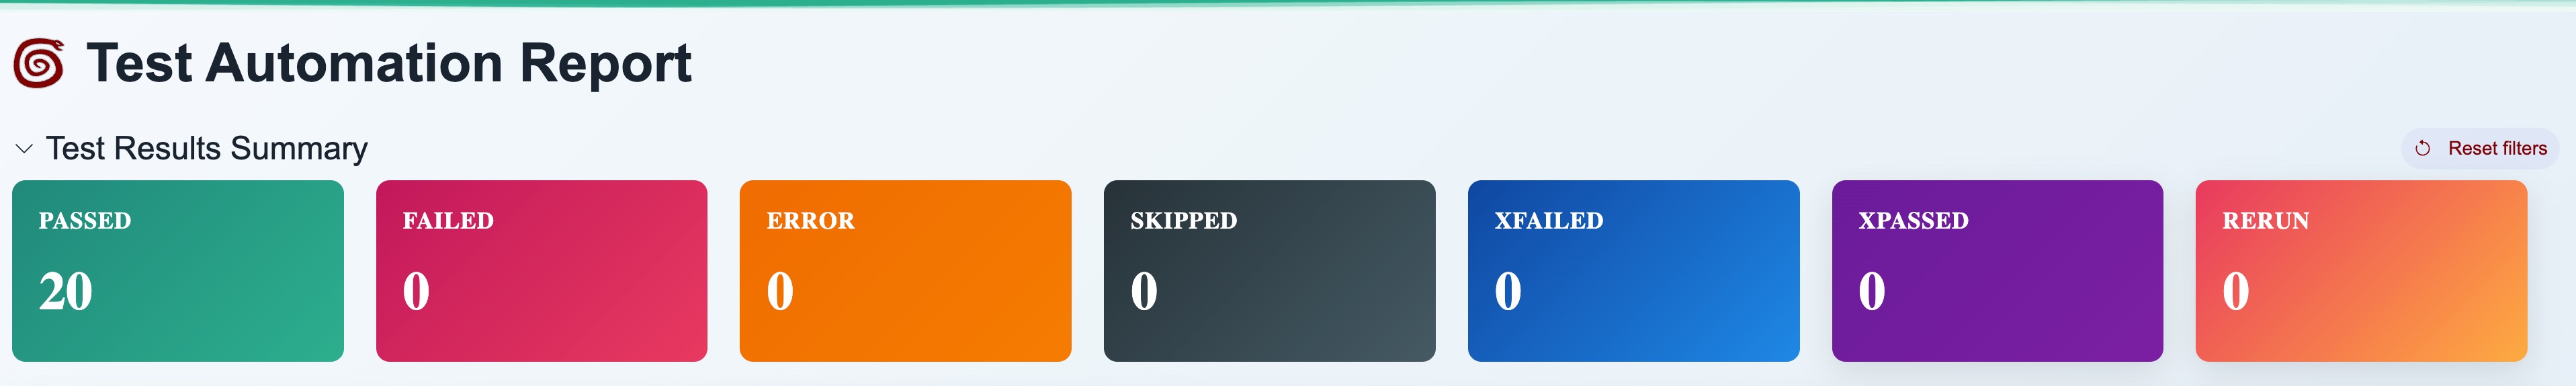 Test Automation Report
Test Results Summary
Reset filters
PASSED
20
FAILED
0
ERROR
0
SKIPPED
0
XFAILED
0
XPASSED
0
RERUN
0